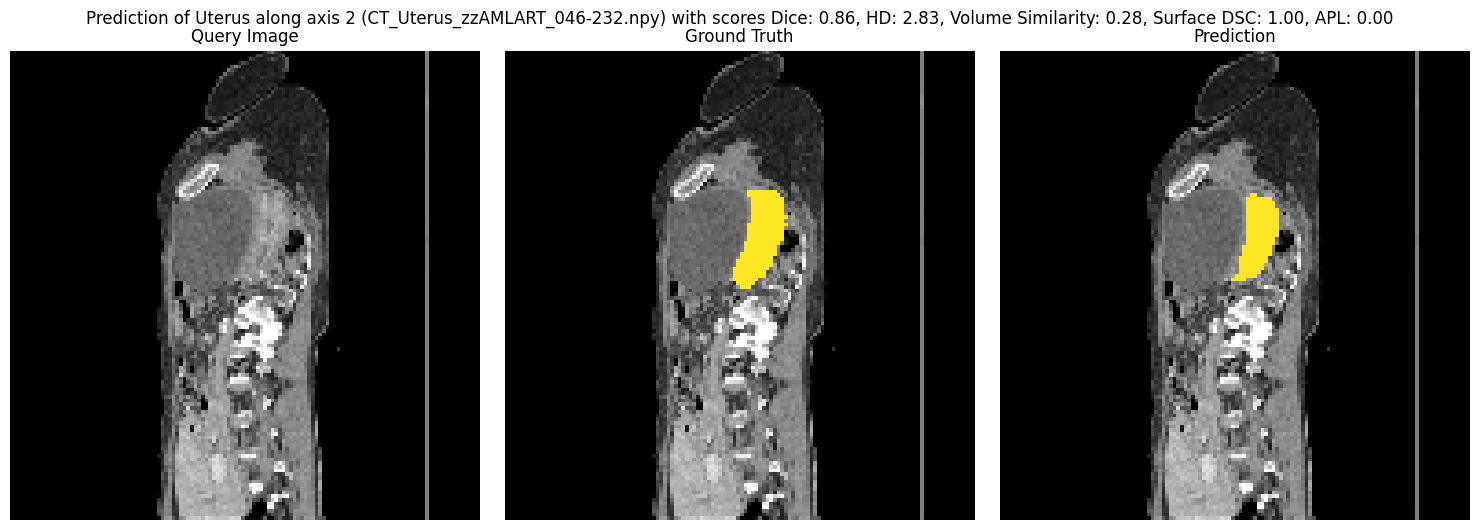 Prediction of Uterus along axis 2 (CT_Uterus_zzAMLART_046-232.npy) with scores Dice: 0.86, HD: 2.83, Volume Similarity: 0.28, Surface DSC: 1.00, APL: 0.00
Query Image
Ground Truth
Prediction